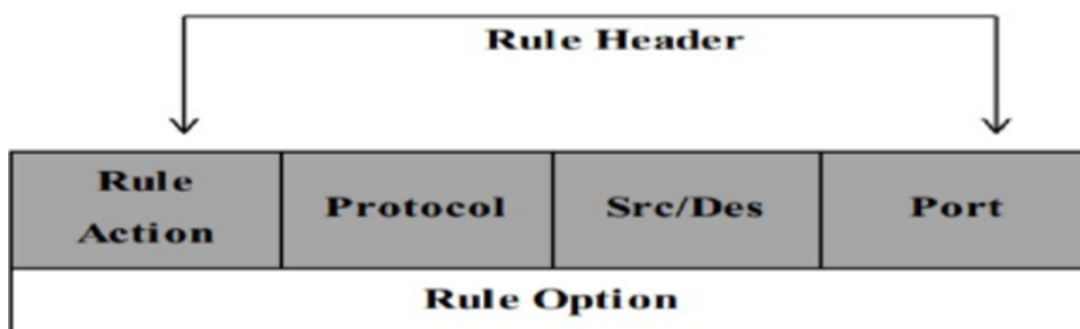 Rule Header
Rule
Action
Protocol
Src/Des
Port
Rule Option